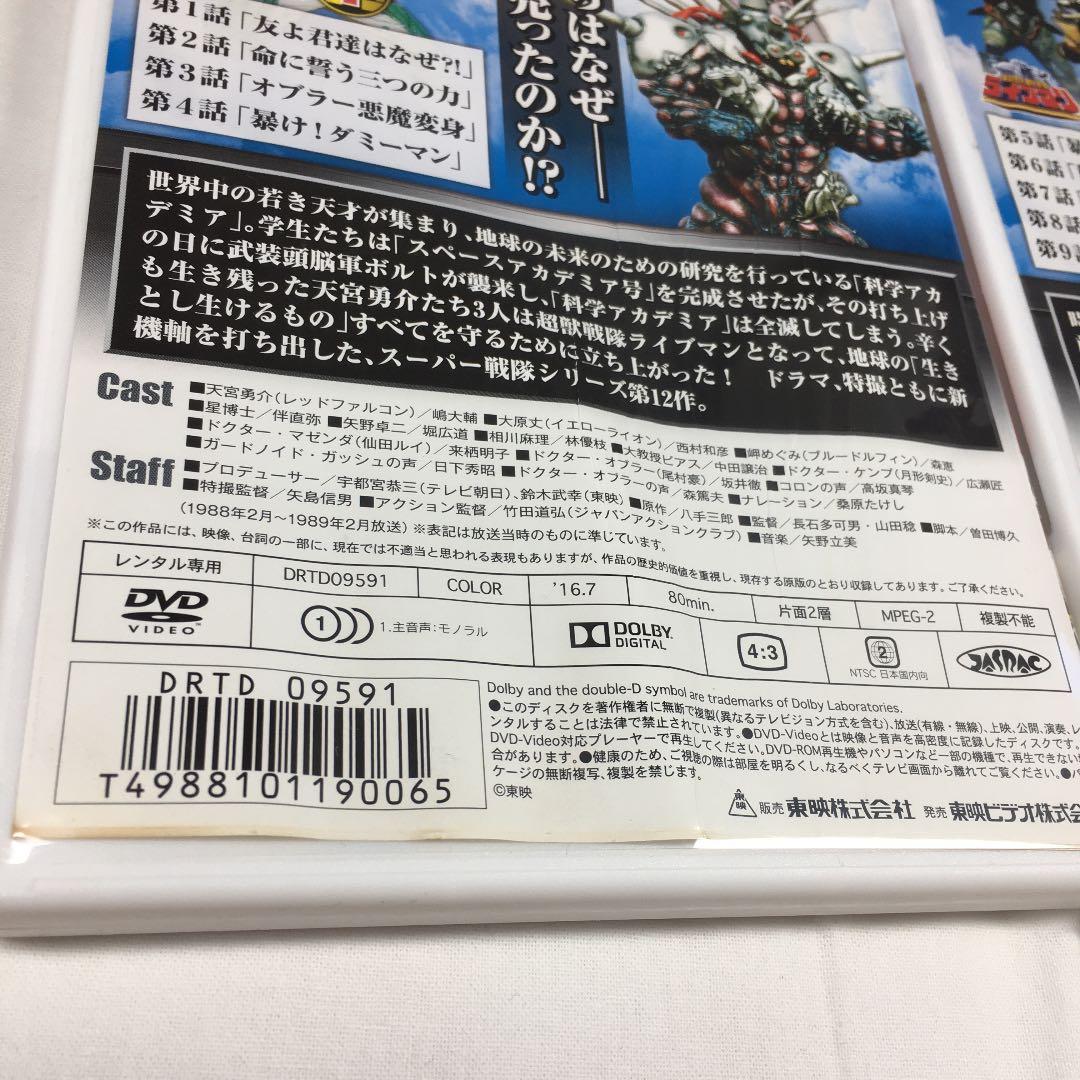 第1話「友よ君達はなぜ?!」
第2話「命に誓う三つの力」
第3話「オブラー悪魔変身」
第4話「暴け!ダミーマン」
はなぜ――
売ったのか!?
世界中の若き天才が集まり、地球の未来のための研究を行っている「科学アカ
デミア」。学生たちは「スペースアカデミア号」を完成させたが、その打ち上げ
の日に武装頭脳軍ボルトが襲来し、「科学アカデミア」は全滅してしまう。辛く
も生き残った天宮勇介たち3人は超獣戦隊ライブマンとなって、地球の「生き
とし生けるもの」すべてを守るために立ち上がった! ドラマ、特撮ともに新
機軸を打ち出した、スーパー戦隊シリーズ第12作。
Cast ■天宮勇介(レッドファルコン)/嶋大輔 ■大原丈(イエローライオン)/西村和彦 ■岬めぐみ(ブルードルフィン)/森恵
■星博士/伴直弥 ■矢野卓二/堀広道 ■相川麻理/林優枝 ■大教授ビアス/中田譲治 ■ドクター・ケンプ(月形剣史)/広瀬匠
■ドクター・マゼンダ(仙田ルイ)/来栖明子 ■ドクター・オブラー(尾村豪)/坂井徹 ■コロンの声/高坂真琴
■ガードノイド・ガッシュの声/日下秀昭 ■ドクター・オブラーの声/森篤夫 ■ナレーション/桑原たけし
Staff ■プロデューサー/宇都宮恭三(テレビ朝日)、鈴木武幸(東映) ■原作/八手三郎 ■監督/長石多可男・山田稔 ■脚本/曽田博久
■特撮監督/矢島信男 ■アクション監督/竹田道弘(ジャパンアクションクラブ) ■音楽/矢野立美
(1988年2月~1989年2月放送) ※表記は放送当時のものに準じています。
※この作品には、映像、台詞の一部に、現在では不適当と思われる表現もありますが、作品の歴史的価値を重視し、現存する原版のとおり収録してあります。ご了承ください。
レンタル専用 DRTD09591 COLOR '16.7 80min. 片面2層 MPEG-2 複製不能
DVD VIDEO 1 1.主音声:モノラル DOLBY DIGITAL 4:3 2 NTSC 日本国内向 JASRAC
DRTD 09591
T4988101190065
Dolby and the double-D symbol are trademarks of Dolby Laboratories.
●このディスクを著作権者に無断で複製(異なるテレビジョン方式を含む)、放送(有線・無線)、上映、公開、演奏、レ
ンタルすることは法律で禁止されています。●DVD-Videoとは映像と音声を高密度に記録したディスクです。
DVD-Video対応プレーヤーで再生してください。DVD-ROM再生機やパソコンなど一部の機種で、再生できない場
合があります。●健康のため、ご視聴の際は部屋を明るくし、なるべくテレビ画面から離れてご覧ください。
ケージの無断複写、複製を禁じます。
©東映
東映 販売 東映株式会社 発売 東映ビデオ株式会
第5話「
第6話「
第7話「
第8話「
第9話